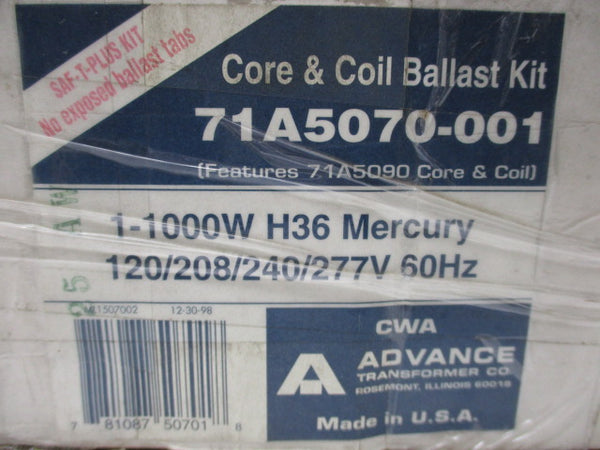 SAF-T-PLUS KIT
No exposed ballast tabs
Core & Coil Ballast Kit
71A5070-001
(Features 71A5090 Core & Coil)
1-1000W H36 Mercury
120/208/240/277V 60Hz
M21507002 12-30-98
7 81087 50701 8
CWA
A ADVANCE
TRANSFORMER CO.
ROSEMONT, ILLINOIS 60018
Made in U.S.A.